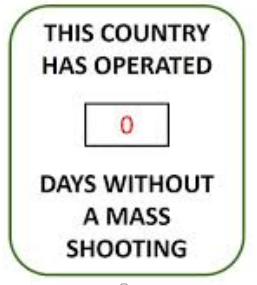 THIS COUNTRY
HAS OPERATED
0
DAYS WITHOUT
A MASS
SHOOTING